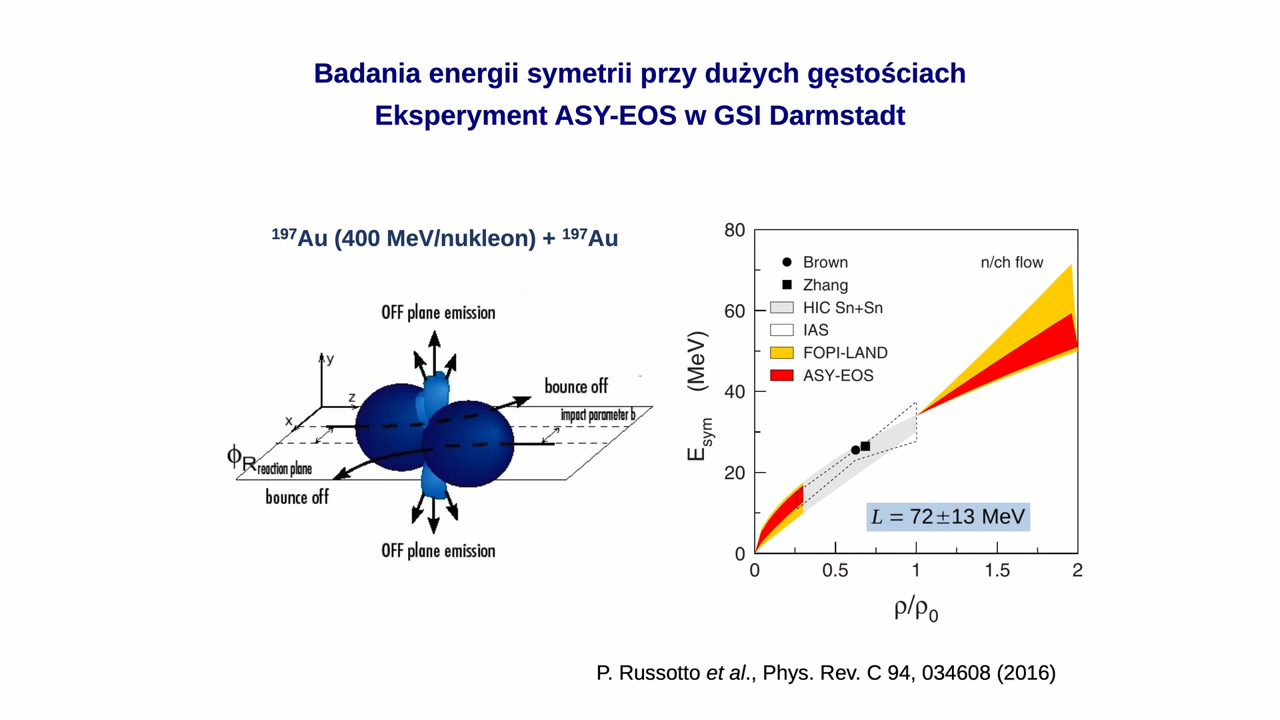 Badania energii symetrii przy dużych gęstościach
Eksperyment ASY-EOS w GSI Darmstadt
¹⁹⁷Au (400 MeV/nukleon) + ¹⁹⁷Au
OFF plane emission
y
z
x
bounce off
impact parameter b
ϕR reaction plane
bounce off
OFF plane emission
80
60
40
20
0
Esym (MeV)
Brown
Zhang
HIC Sn+Sn
IAS
FOPI-LAND
ASY-EOS
n/ch flow
L = 72±13 MeV
0 0.5 1 1.5 2
ρ/ρ₀
P. Russotto et al., Phys. Rev. C 94, 034608 (2016)